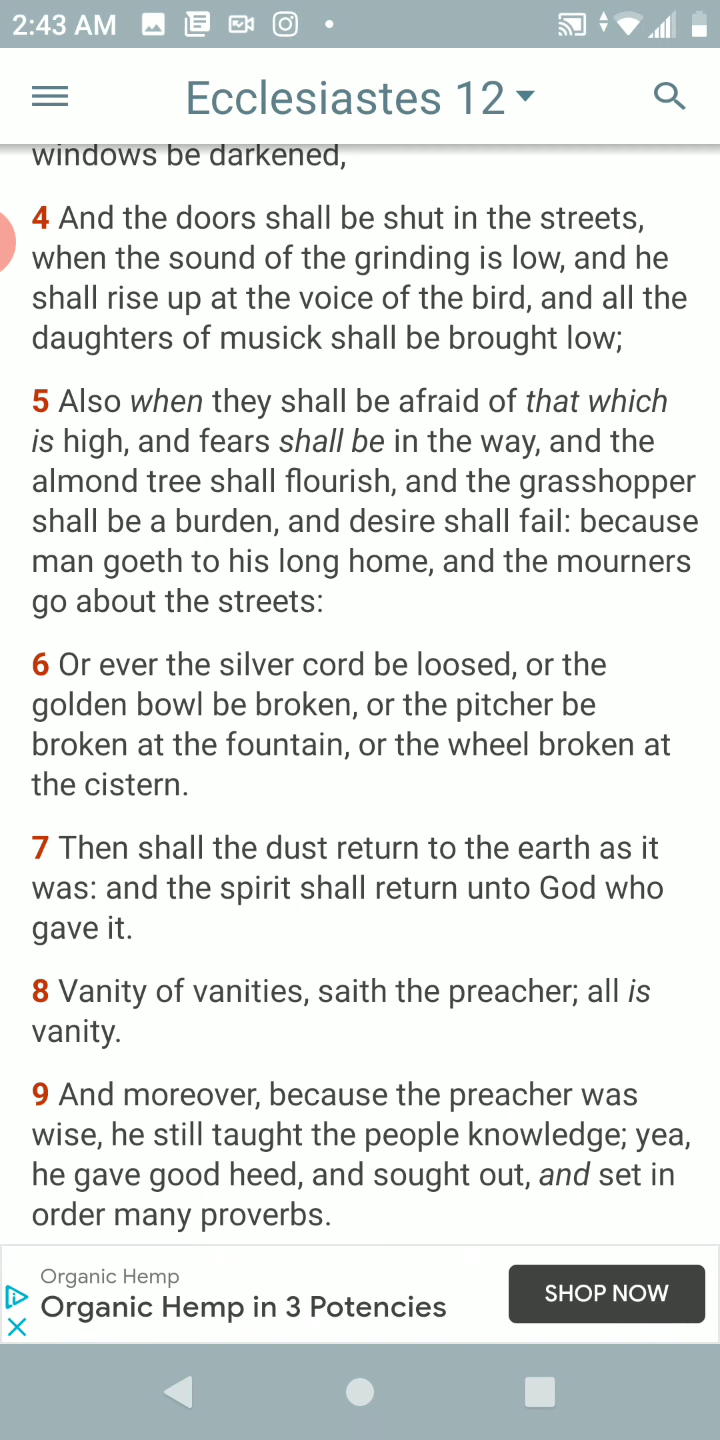 2:43 AM
Ecclesiastes 12
windows be darkened,
4 And the doors shall be shut in the streets,
when the sound of the grinding is low, and he
shall rise up at the voice of the bird, and all the
daughters of musick shall be brought low;
5 Also when they shall be afraid of that which
is high, and fears shall be in the way, and the
almond tree shall flourish, and the grasshopper
shall be a burden, and desire shall fail: because
man goeth to his long home, and the mourners
go about the streets:
6 Or ever the silver cord be loosed, or the
golden bowl be broken, or the pitcher be
broken at the fountain, or the wheel broken at
the cistern.
7 Then shall the dust return to the earth as it
was: and the spirit shall return unto God who
gave it.
8 Vanity of vanities, saith the preacher; all is
vanity.
9 And moreover, because the preacher was
wise, he still taught the people knowledge; yea,
he gave good heed, and sought out, and set in
order many proverbs.
Organic Hemp
Organic Hemp in 3 Potencies
SHOP NOW